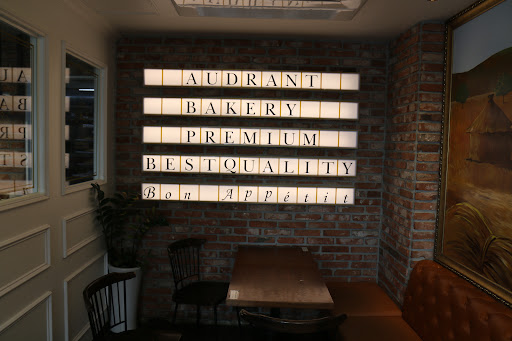 AUDRANT
BAKERY
PREMIUM
BESTQUALITY
Bon Appétit